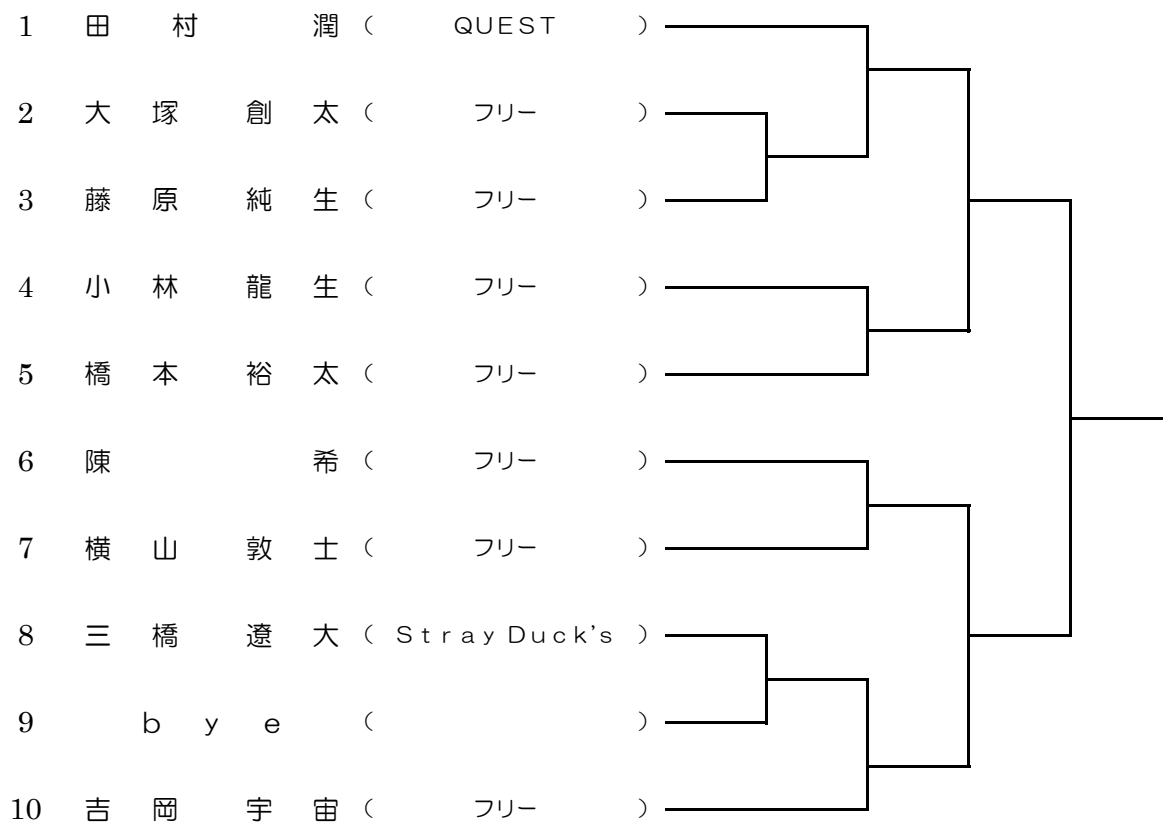 1 田村 潤 ( QUEST )
2 大塚 創太 ( フリー )
3 藤原 純生 ( フリー )
4 小林 龍生 ( フリー )
5 橋本 裕太 ( フリー )
6 陳 希 ( フリー )
7 横山 敦士 ( フリー )
8 三橋 遼大 ( Stray Duck's )
9 bye ( )
10 吉岡 宇宙 ( フリー )